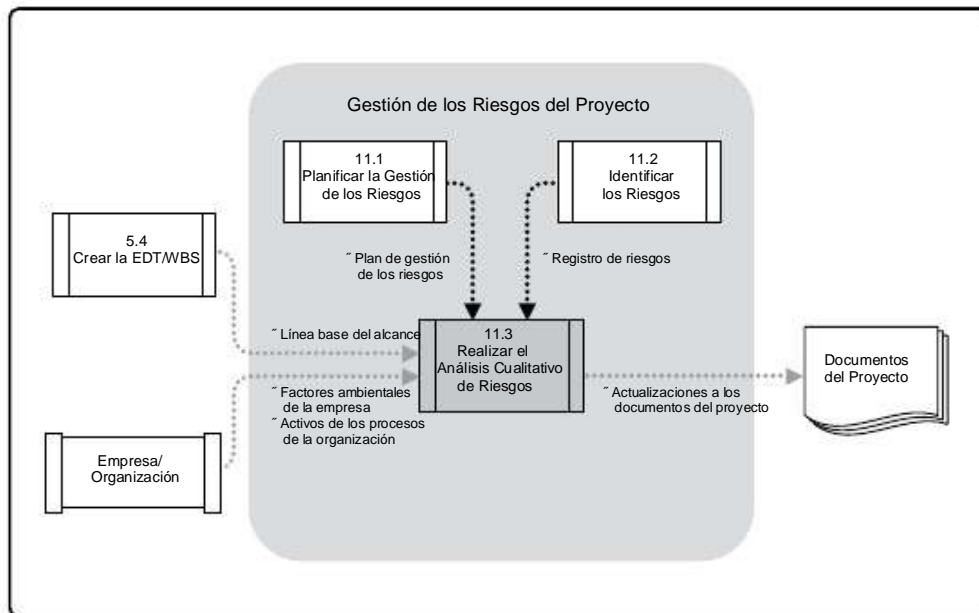 Gestión de los Riesgos del Proyecto
11.1
Planificar la Gestión
de los Riesgos
11.2
Identificar
los Riesgos
5.4
Crear la EDT/WBS
˝ Plan de gestión
de los riesgos
˝ Registro de riesgos
˝ Línea base del alcance
11.3
Realizar el
Análisis Cualitativo
de Riesgos
Documentos
del Proyecto
˝ Factores ambientales
de la empresa
˝ Activos de los procesos
de la organización
˝ Actualizaciones a los
documentos del proyecto
Empresa/
Organización